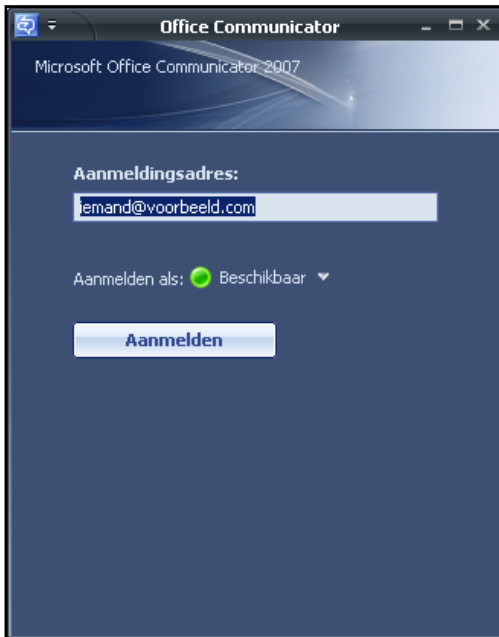 Office Communicator
Microsoft Office Communicator 2007
Aanmeldingsadres:
iemand@voorbeeld.com
Aanmelden als: Beschikbaar
Aanmelden